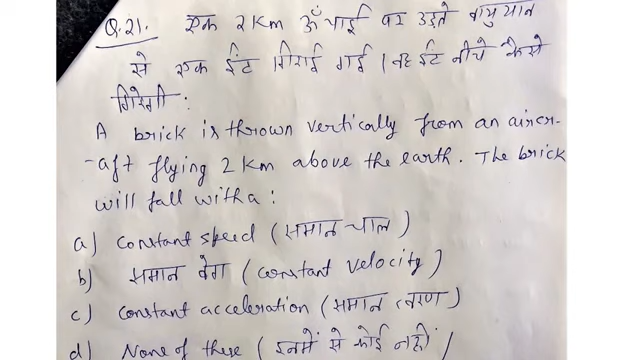 Q.21. एक 2 Km ऊँचाई पर उड़ते वायुयान
से एक ईंट गिराई गई । वह ईंट नीचे कैसे
गिरेगी:
A brick is thrown vertically from an aircr-
-aft flying 2 km above the earth. The brick
will fall with a:
a) constant speed (समान चाल)
b) समान वेग (constant velocity)
c) constant acceleration (समान त्वरण)
d) None of these (इनमें से कोई नहीं)